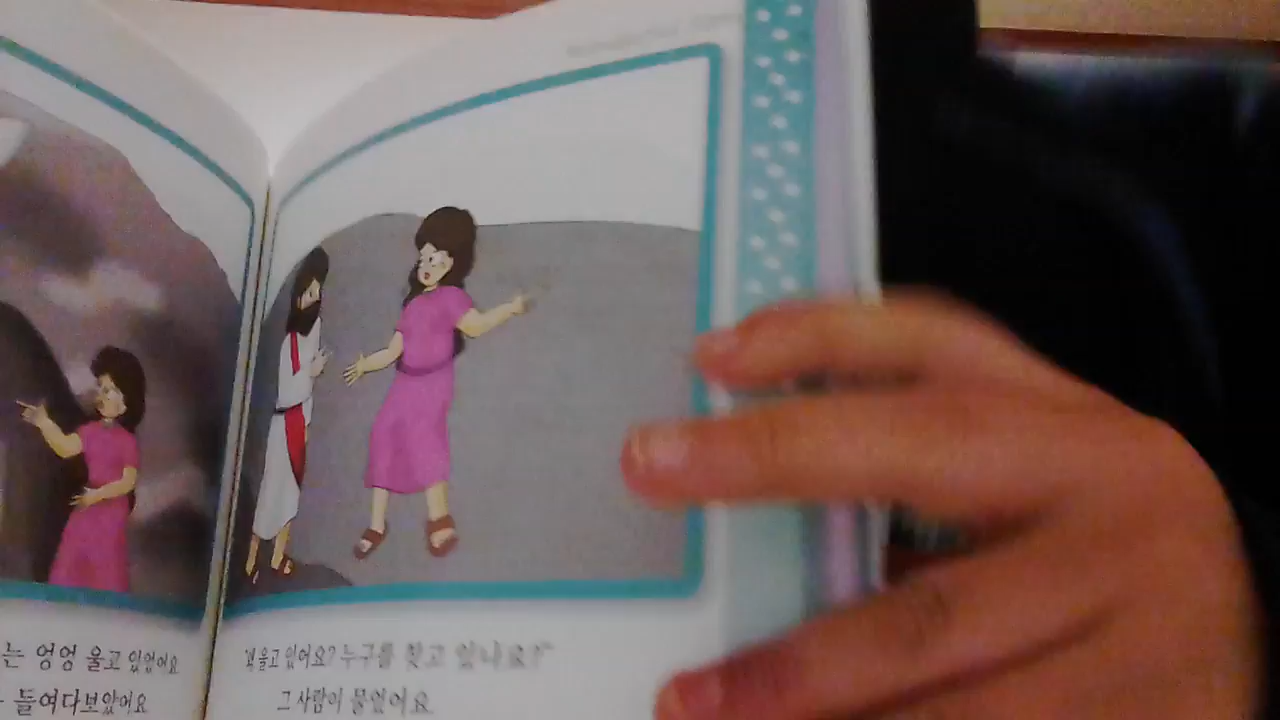 는 엉엉 울고 있었어요
들여다보았어요
울고 있어요? 누구를 찾고 있나요?"
그 사람이 물었어요